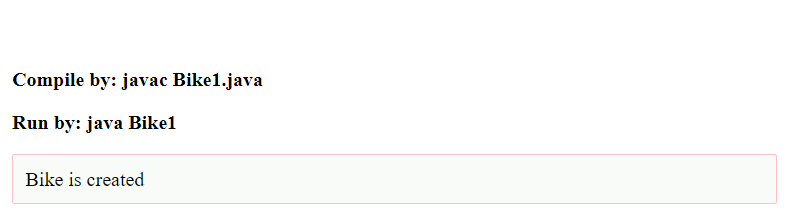 Compile by: javac Bike1.java
Run by: java Bike1
Bike is created